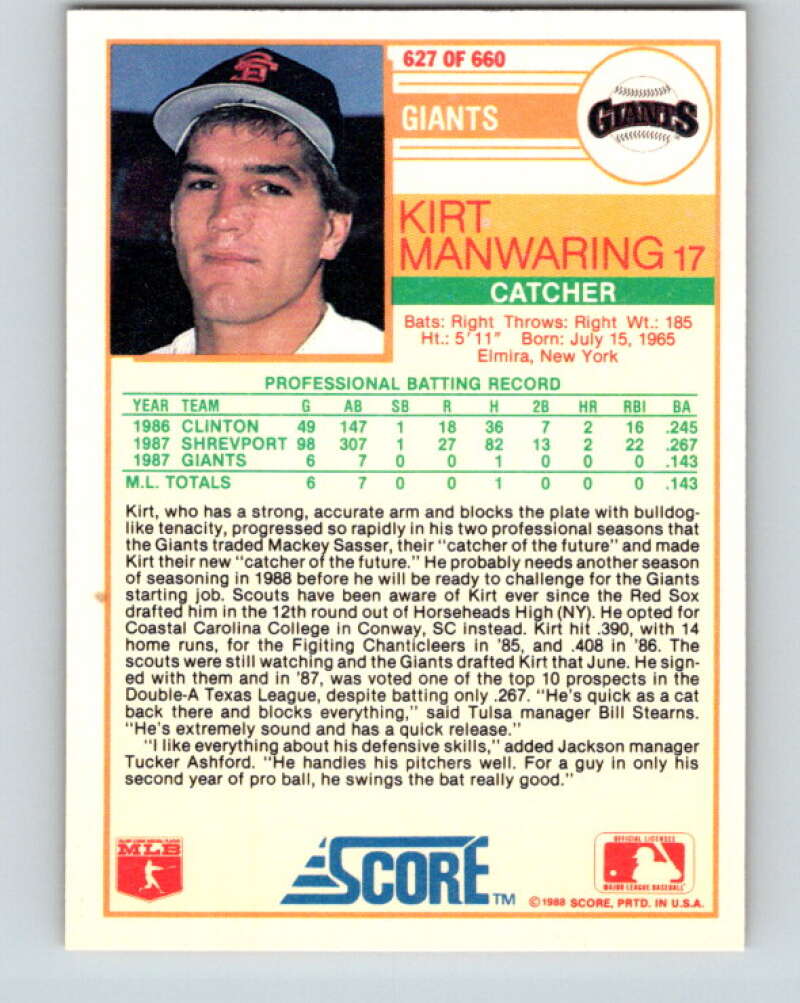 627 OF 660
GIANTS
GIANTS
SF
KIRT
MANWARING 17
CATCHER
Bats: Right Throws: Right Wt.: 185
Ht.: 5'11" Born: July 15, 1965
Elmira, New York
PROFESSIONAL BATTING RECORD
YEAR TEAM G AB SB R H 2B HR RBI BA
1986 CLINTON 49 147 1 18 36 7 2 16 .245
1987 SHREVPORT 98 307 1 27 82 13 2 22 .267
1987 GIANTS 6 7 0 0 1 0 0 0 .143
M.L. TOTALS 6 7 0 0 1 0 0 0 .143
Kirt, who has a strong, accurate arm and blocks the plate with bulldog-
like tenacity, progressed so rapidly in his two professional seasons that
the Giants traded Mackey Sasser, their "catcher of the future" and made
Kirt their new "catcher of the future." He probably needs another season
of seasoning in 1988 before he will be ready to challenge for the Giants
starting job. Scouts have been aware of Kirt ever since the Red Sox
drafted him in the 12th round out of Horseheads High (NY). He opted for
Coastal Carolina College in Conway, SC instead. Kirt hit .390, with 14
home runs, for the Figiting Chanticleers in '85, and .408 in '86. The
scouts were still watching and the Giants drafted Kirt that June. He sign-
ed with them and in '87, was voted one of the top 10 prospects in the
Double-A Texas League, despite batting only .267. "He's quick as a cat
back there and blocks everything," said Tulsa manager Bill Stearns.
"He's extremely sound and has a quick release."
"I like everything about his defensive skills," added Jackson manager
Tucker Ashford. "He handles his pitchers well. For a guy in only his
second year of pro ball, he swings the bat really good."
MAJOR LEAGUE BASEBALL PLAYERS
MLB
SCORE TM
OFFICIAL LICENSEE
MAJOR LEAGUE BASEBALL
©1988 SCORE, PRTD. IN U.S.A.